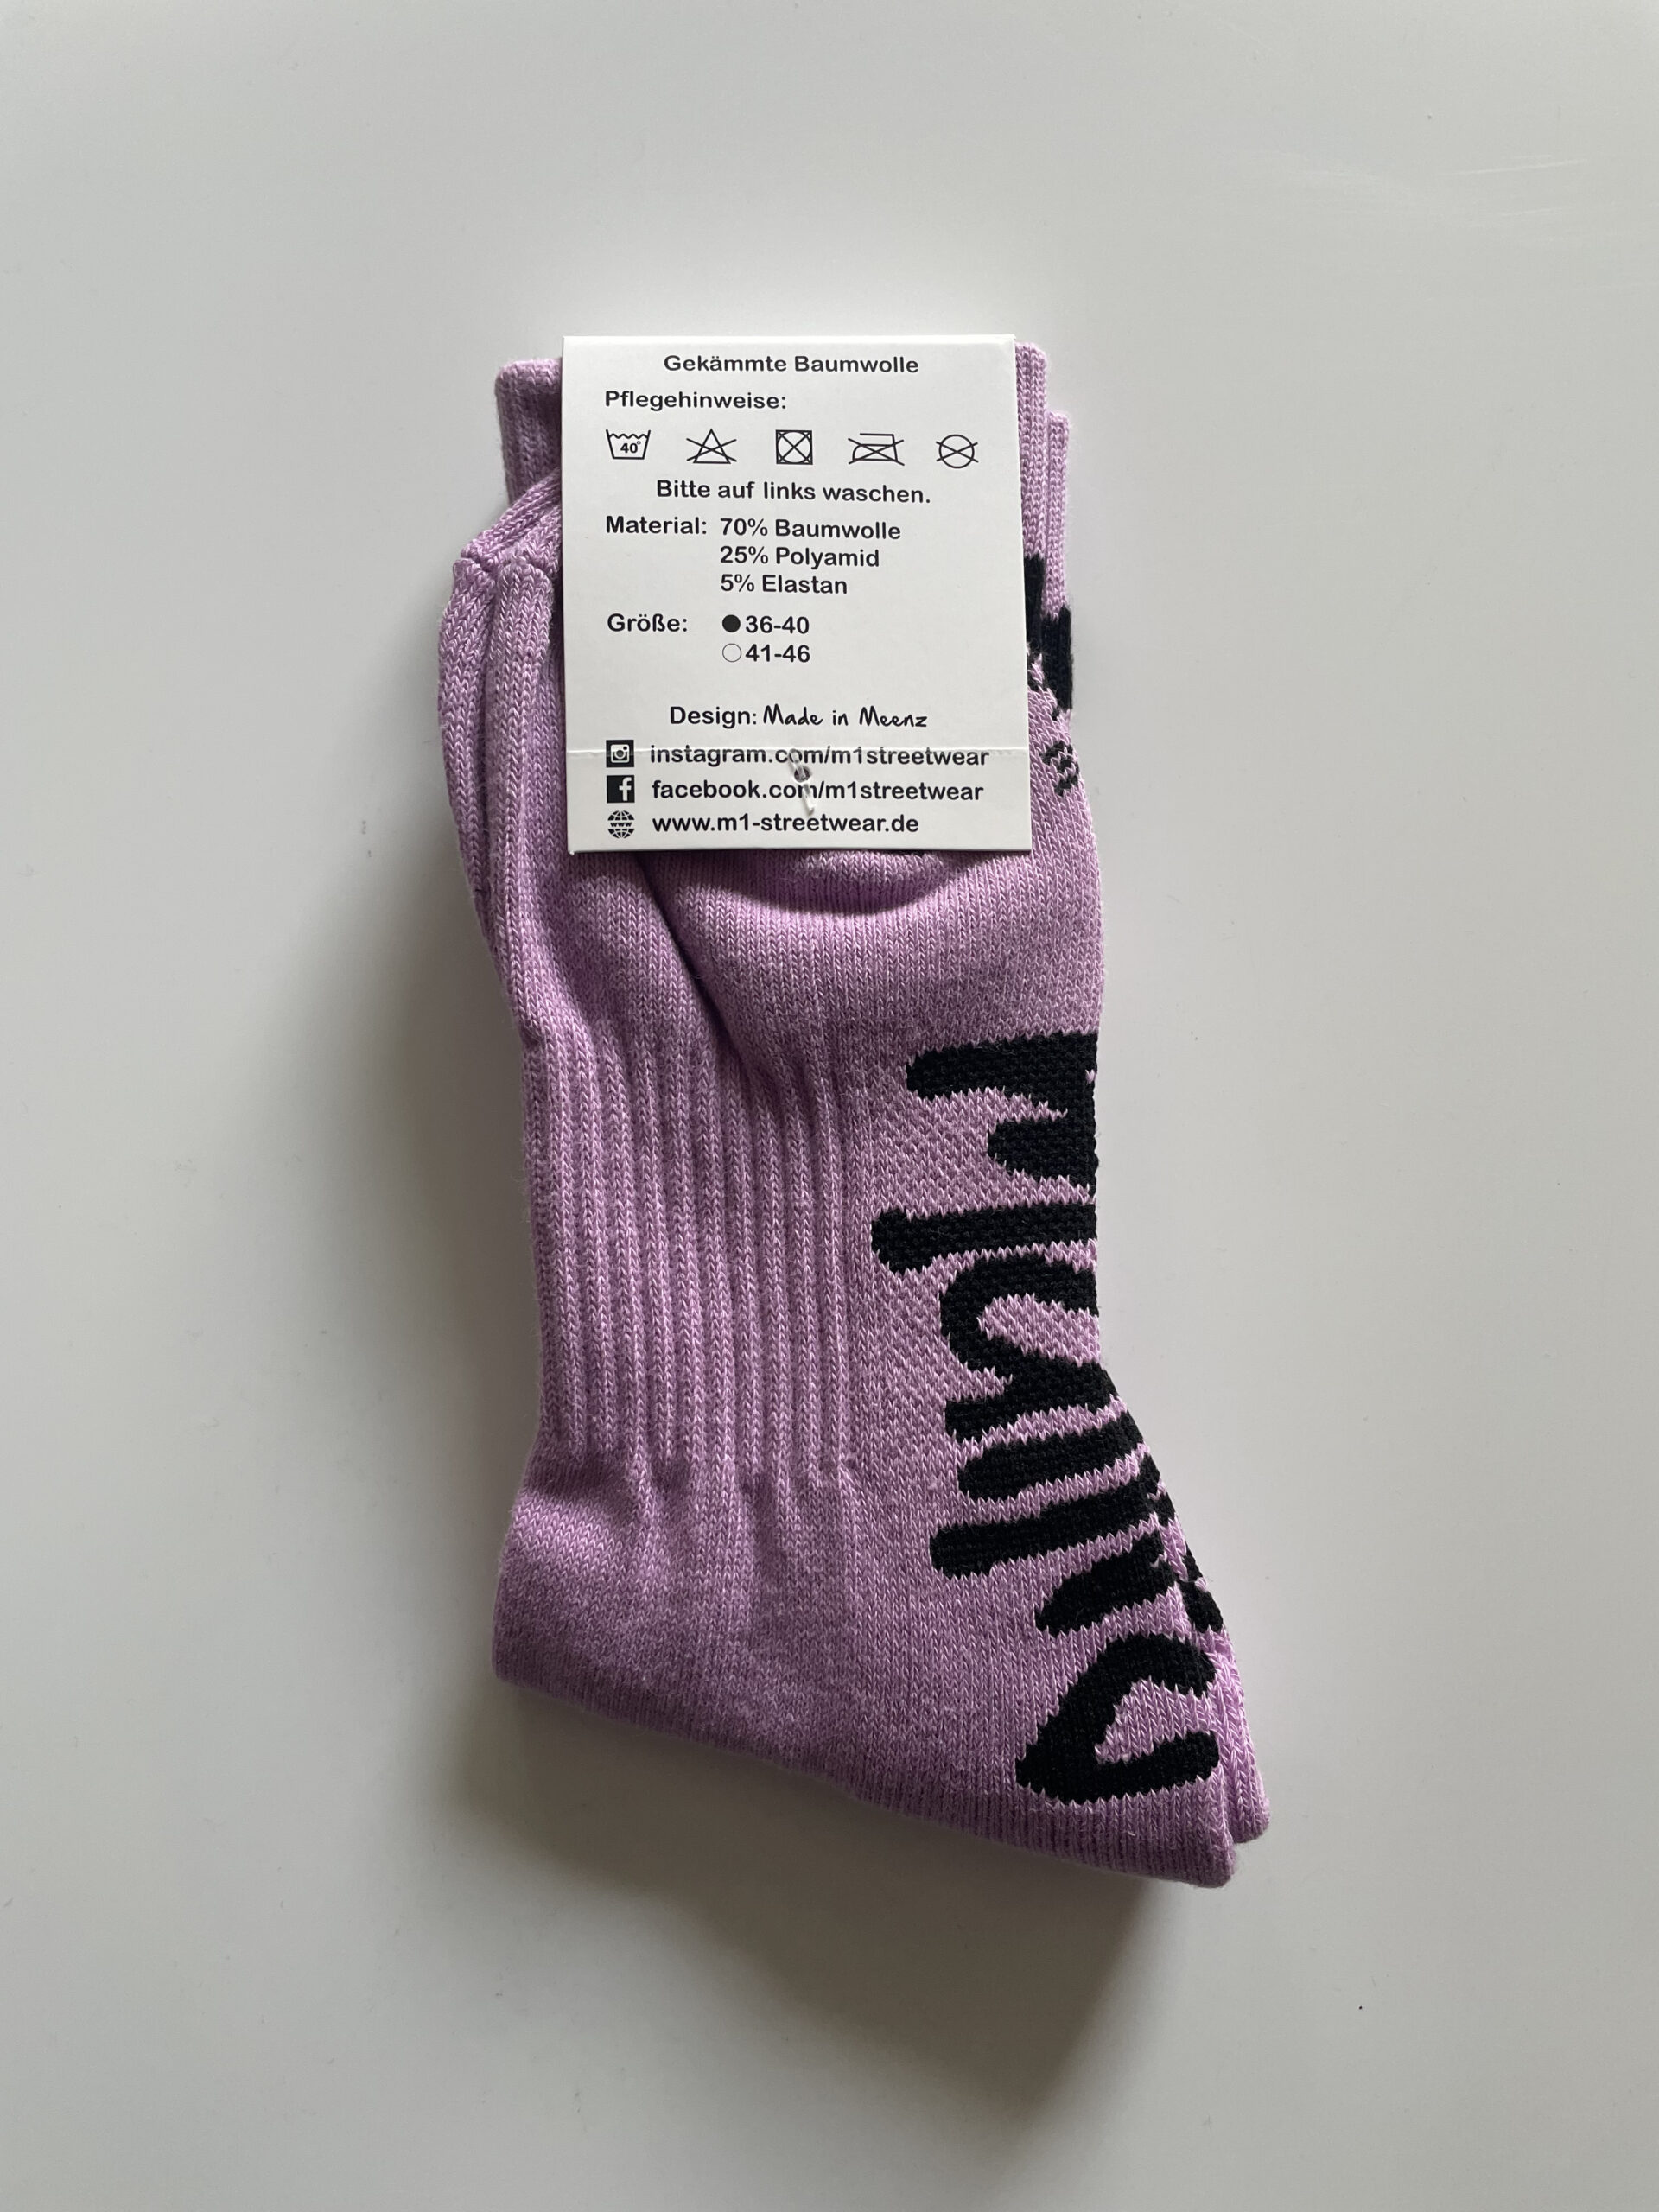 Gekämmte Baumwolle
Pflegehinweise:
40°
Bitte auf links waschen.
Material: 70% Baumwolle
25% Polyamid
5% Elastan
Größe: 36-40
41-46
Design: Made in Meenz
instagram.com/m1streetwear
facebook.com/m1streetwear
www
www.m1-streetwear.de